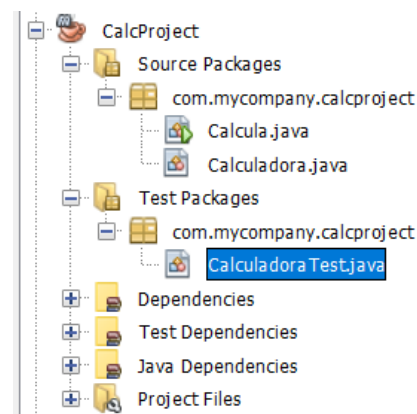 CalcProject
Source Packages
com.mycompany.calcproject
Calcula.java
Calculadora.java
Test Packages
com.mycompany.calcproject
CalculadoraTest.java
Dependencies
Test Dependencies
Java Dependencies
Project Files